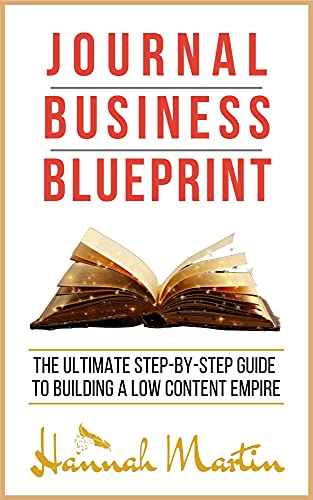 JOURNAL
BUSINESS
BLUEPRINT
THE ULTIMATE STEP-BY-STEP GUIDE
TO BUILDING A LOW CONTENT EMPIRE
Hannah Martin